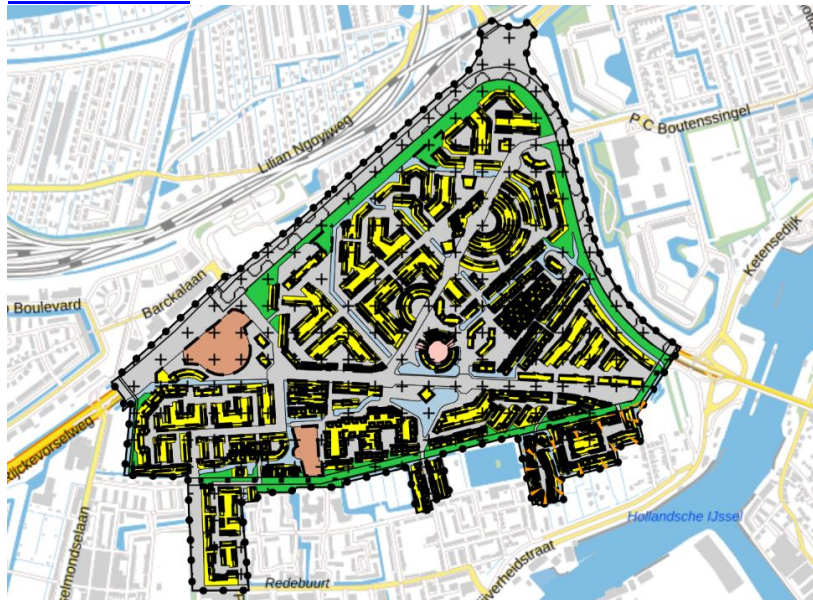 P C Boutenssingel
Lilian Ngoyiweg
Ketensedijk
Barckalaan
Boulevard
Hollandsche IJssel
Redebuurt